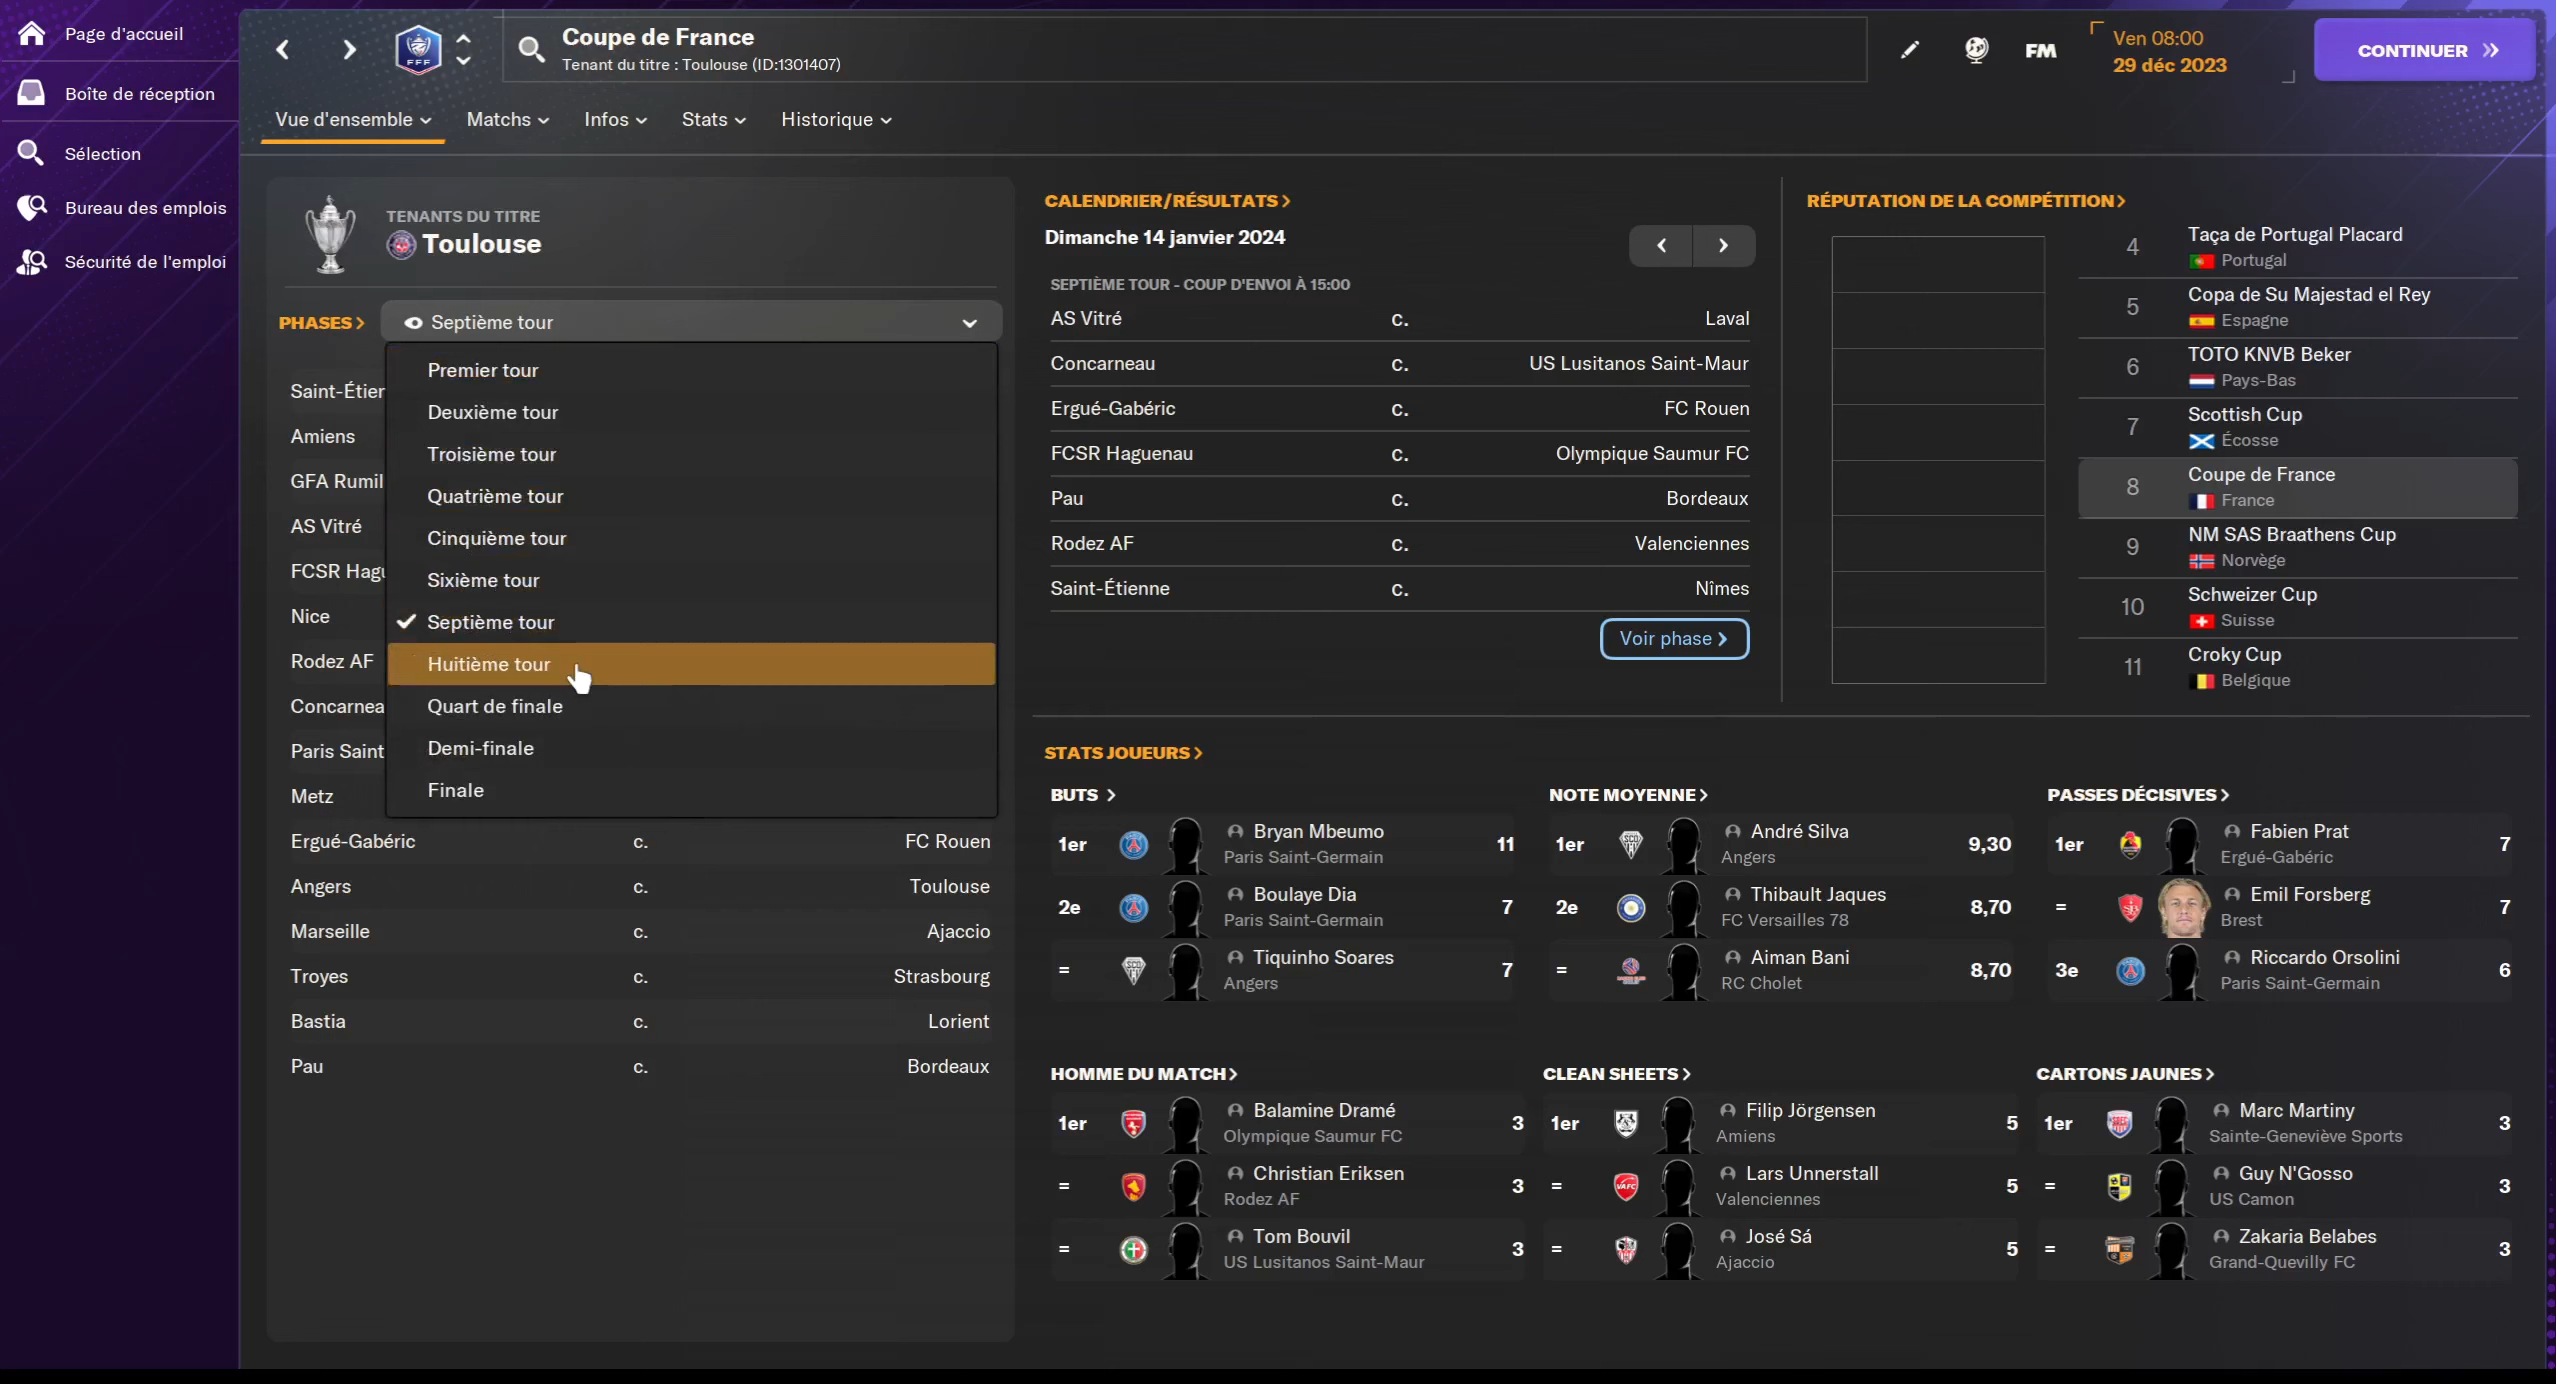 Page d'accueil
Boîte de réception
Sélection
Bureau des emplois
Sécurité de l'emploi
Coupe de France
Tenant du titre : Toulouse (ID:1301407)
FM
Ven 08:00
29 déc 2023
CONTINUER
Vue d'ensemble
Matchs
Infos
Stats
Historique
TENANTS DU TITRE
Toulouse
PHASES
Septième tour
Premier tour
Deuxième tour
Troisième tour
Quatrième tour
Cinquième tour
Sixième tour
Septième tour
Huitième tour
Quart de finale
Demi-finale
Finale
Saint-Étier
Amiens
GFA Rumil
AS Vitré
FCSR Hagu
Nice
Rodez AF
Concarnea
Paris Saint
Metz
Ergué-Gabéric c. FC Rouen
Angers c. Toulouse
Marseille c. Ajaccio
Troyes c. Strasbourg
Bastia c. Lorient
Pau c. Bordeaux
CALENDRIER/RÉSULTATS
Dimanche 14 janvier 2024
SEPTIÈME TOUR - COUP D'ENVOI À 15:00
AS Vitré c. Laval
Concarneau c. US Lusitanos Saint-Maur
Ergué-Gabéric c. FC Rouen
FCSR Haguenau c. Olympique Saumur FC
Pau c. Bordeaux
Rodez AF c. Valenciennes
Saint-Étienne c. Nîmes
Voir phase
RÉPUTATION DE LA COMPÉTITION
4 Taça de Portugal Placard
Portugal
5 Copa de Su Majestad el Rey
Espagne
6 TOTO KNVB Beker
Pays-Bas
7 Scottish Cup
Écosse
8 Coupe de France
France
9 NM SAS Braathens Cup
Norvège
10 Schweizer Cup
Suisse
11 Croky Cup
Belgique
STATS JOUEURS
BUTS
1er Bryan Mbeumo 11
Paris Saint-Germain
2e Boulaye Dia 7
Paris Saint-Germain
= Tiquinho Soares 7
Angers
NOTE MOYENNE
1er André Silva 9,30
Angers
2e Thibault Jaques 8,70
FC Versailles 78
= Aiman Bani 8,70
RC Cholet
PASSES DÉCISIVES
1er Fabien Prat 7
Ergué-Gabéric
= Emil Forsberg 7
Brest
3e Riccardo Orsolini 6
Paris Saint-Germain
HOMME DU MATCH
1er Balamine Dramé 3
Olympique Saumur FC
= Christian Eriksen 3
Rodez AF
= Tom Bouvil 3
US Lusitanos Saint-Maur
CLEAN SHEETS
1er Filip Jörgensen 5
Amiens
= Lars Unnerstall 5
Valenciennes
= José Sá 5
Ajaccio
CARTONS JAUNES
1er Marc Martiny 3
Sainte-Geneviève Sports
= Guy N'Gosso 3
US Camon
= Zakaria Belabes 3
Grand-Quevilly FC